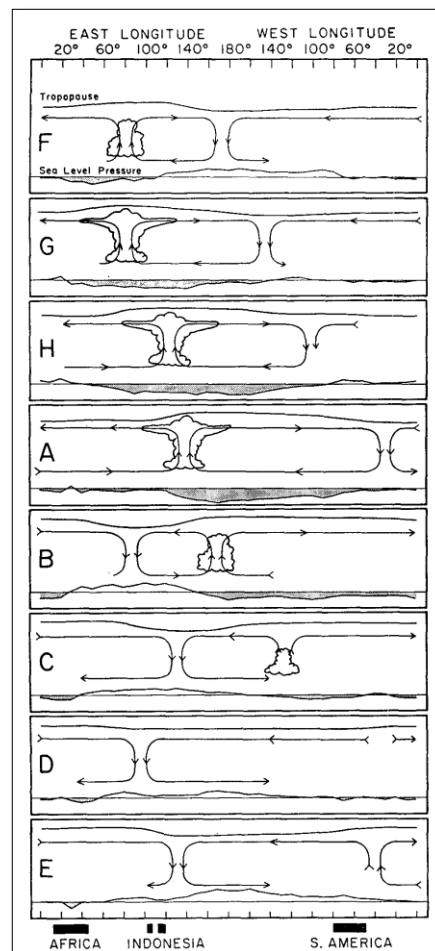 EAST LONGITUDE WEST LONGITUDE
20° 60° 100° 140° 180° 140° 100° 60° 20°
Tropopause
F
Sea Level Pressure
G
H
A
B
C
D
E
AFRICA INDONESIA S. AMERICA